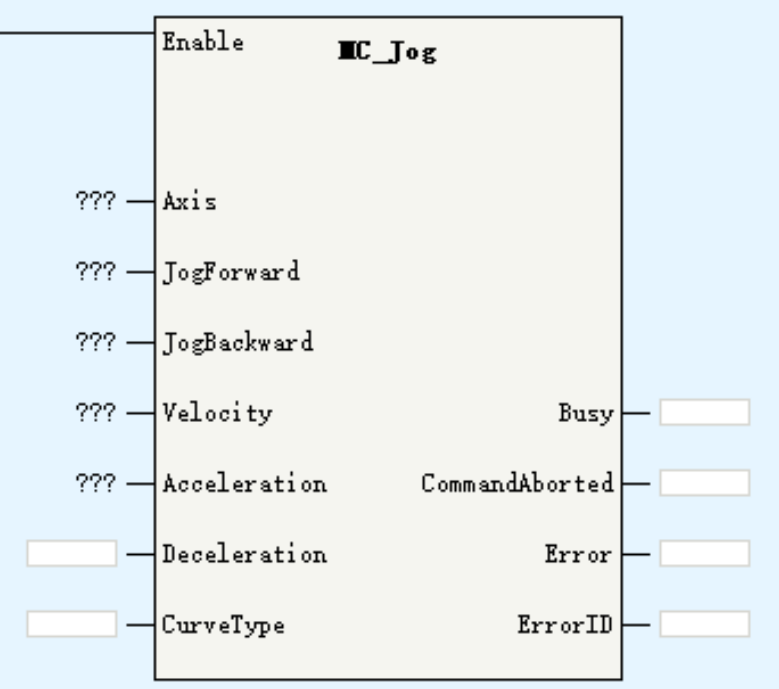 Enable MC_Jog
??? Axis
??? JogForward
??? JogBackward
??? Velocity Busy
??? Acceleration CommandAborted
Deceleration Error
CurveType ErrorID